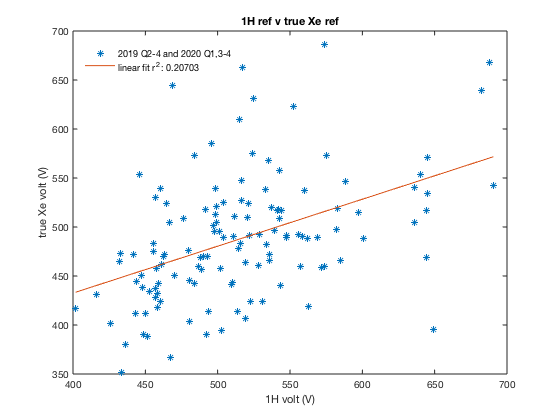 1H ref v true Xe ref
2019 Q2-4 and 2020 Q1,3-4
linear fit r²: 0.20703
true Xe volt (V)
700
650
600
550
500
450
400
350
400 450 500 550 600 650 700
1H volt (V)